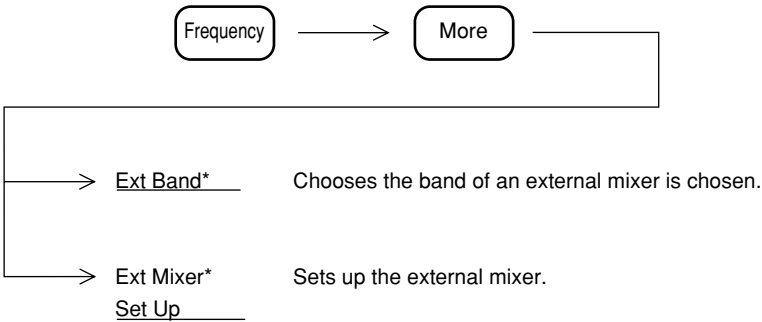 Frequency More
Ext Band* Chooses the band of an external mixer is chosen.
Ext Mixer* Sets up the external mixer.
Set Up